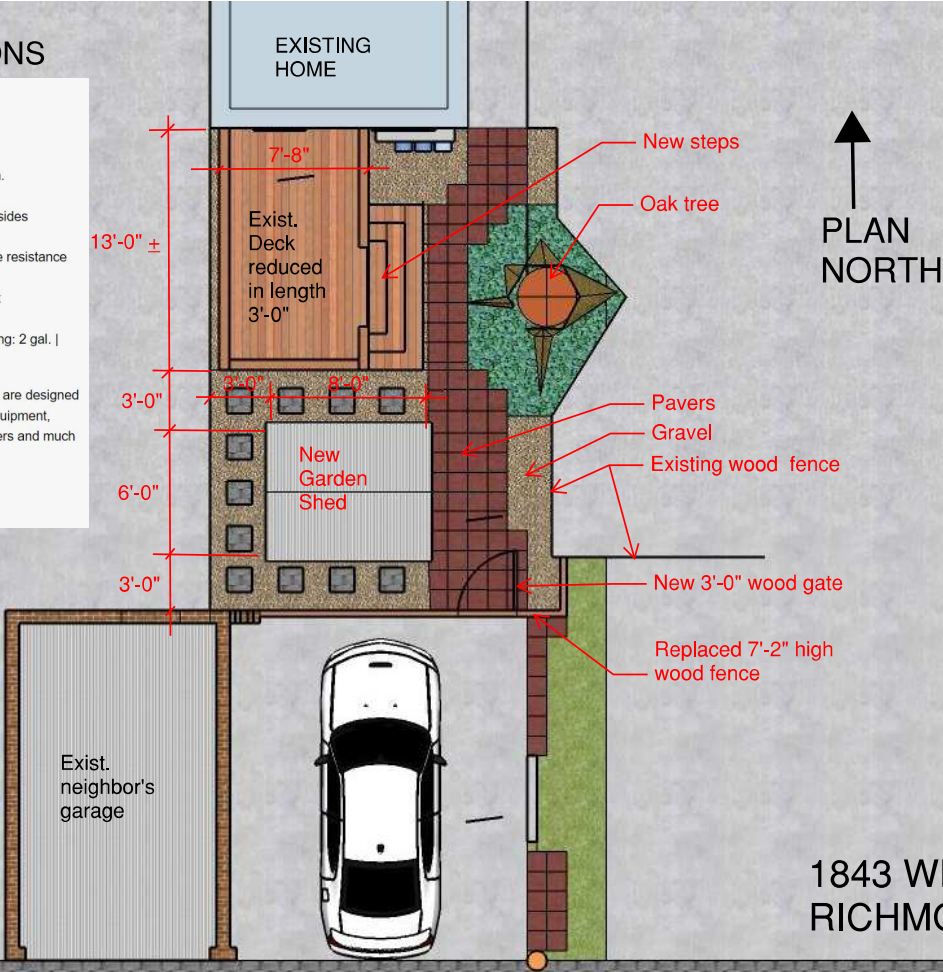 ONS
sides
e resistance
ng: 2 gal. |
are designed
uipment,
ers and much
EXISTING
HOME
PLAN
NORTH
7'-8"
13'-0" ±
Exist.
Deck
reduced
in length
3'-0"
New steps
Oak tree
3'-0"
8'-0"
3'-0"
6'-0"
3'-0"
New
Garden
Shed
Pavers
Gravel
Existing wood fence
New 3'-0" wood gate
Replaced 7'-2" high
wood fence
Exist.
neighbor's
garage
1843 W
RICHMO